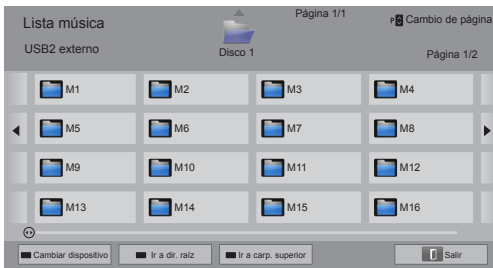 Lista música
Página 1/1
P Cambio de página
USB2 externo
Disco 1
Página 1/2
M1
M2
M3
M4
M5
M6
M7
M8
M9
M10
M11
M12
M13
M14
M15
M16
Cambiar dispositivo
Ir a dir. raíz
Ir a carp. superior
Salir